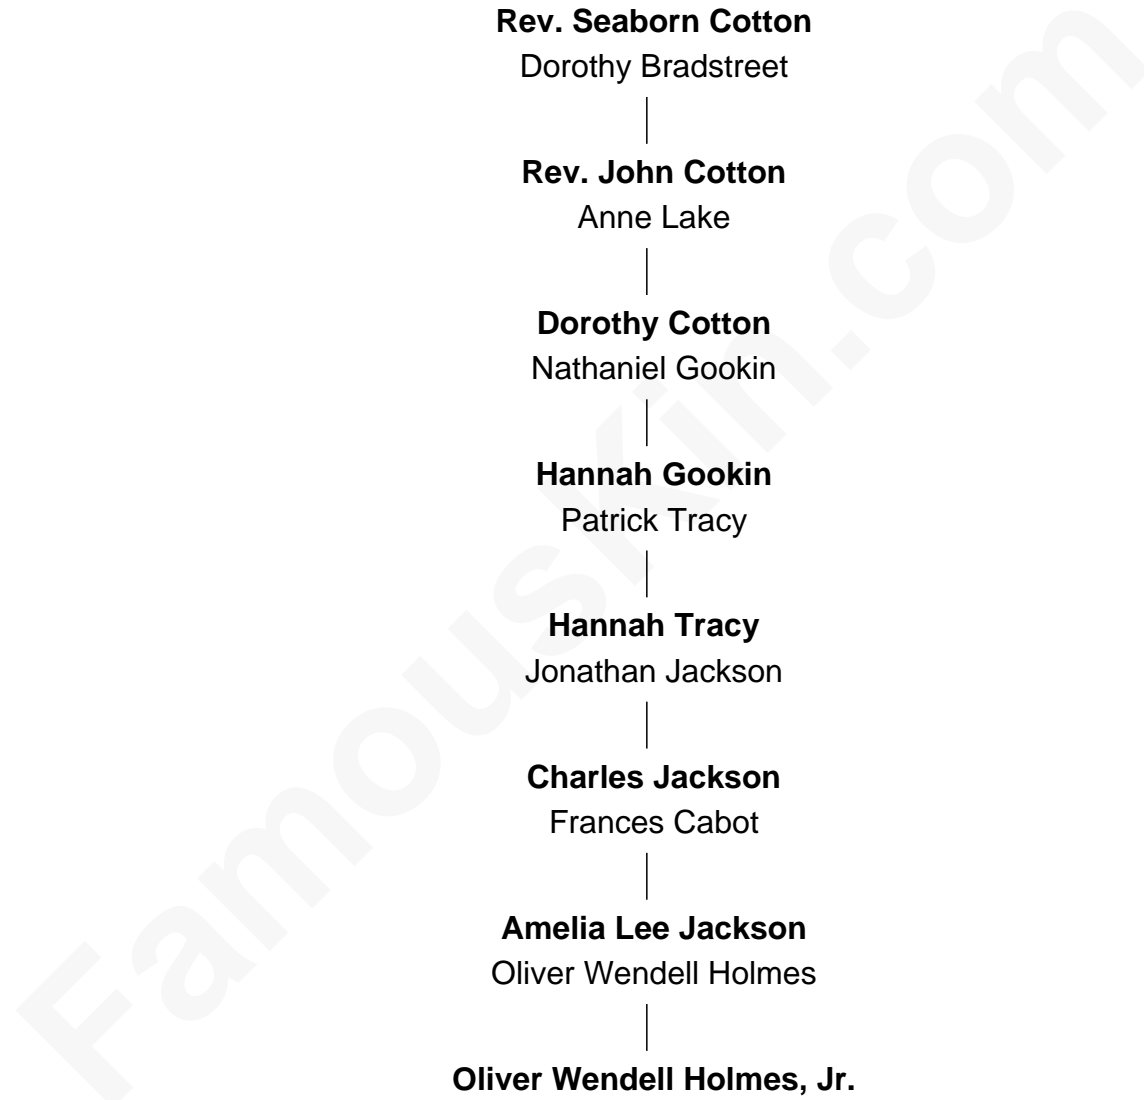 Rev. Seaborn Cotton
Dorothy Bradstreet
Rev. John Cotton
Anne Lake
Dorothy Cotton
Nathaniel Gookin
Hannah Gookin
Patrick Tracy
Hannah Tracy
Jonathan Jackson
Charles Jackson
Frances Cabot
Amelia Lee Jackson
Oliver Wendell Holmes
Oliver Wendell Holmes, Jr.
FamousKin.com